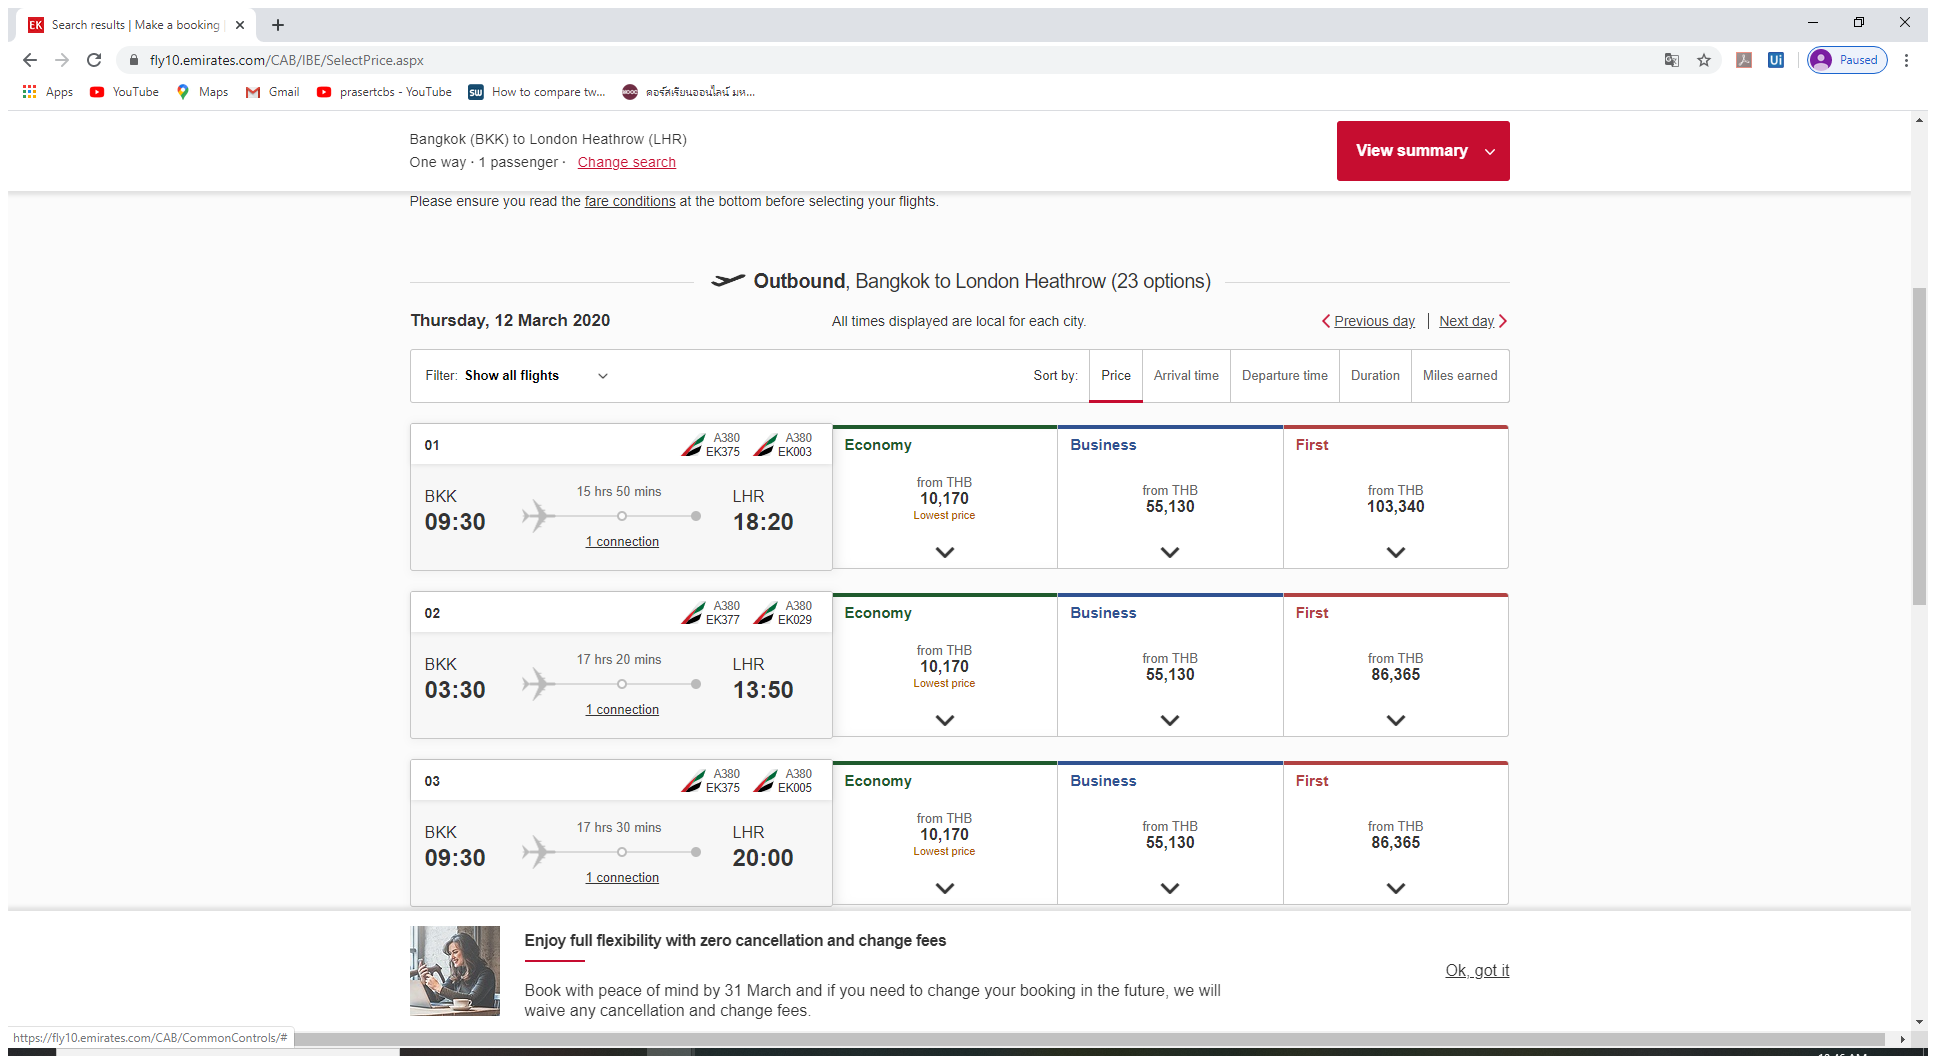 EK Search results | Make a booking
fly10.emirates.com/CAB/IBE/SelectPrice.aspx
Ui
Paused
Apps
YouTube
Maps
Gmail
prasertcbs - YouTube
SW How to compare tw...
MOOC คอร์สเรียนออนไลน์ มห...
Bangkok (BKK) to London Heathrow (LHR)
One way · 1 passenger · Change search
View summary
Please ensure you read the fare conditions at the bottom before selecting your flights.
Outbound, Bangkok to London Heathrow (23 options)
Thursday, 12 March 2020
All times displayed are local for each city.
Previous day | Next day
Filter: Show all flights
Sort by: Price Arrival time Departure time Duration Miles earned
01
A380 EK375
A380 EK003
BKK 09:30
15 hrs 50 mins
1 connection
LHR 18:20
Economy
from THB
10,170
Lowest price
Business
from THB
55,130
First
from THB
103,340
02
A380 EK377
A380 EK029
BKK 03:30
17 hrs 20 mins
1 connection
LHR 13:50
Economy
from THB
10,170
Lowest price
Business
from THB
55,130
First
from THB
86,365
03
A380 EK375
A380 EK005
BKK 09:30
17 hrs 30 mins
1 connection
LHR 20:00
Economy
from THB
10,170
Lowest price
Business
from THB
55,130
First
from THB
86,365
Enjoy full flexibility with zero cancellation and change fees
Book with peace of mind by 31 March and if you need to change your booking in the future, we will
waive any cancellation and change fees.
Ok, got it
https://fly10.emirates.com/CAB/CommonControls/#